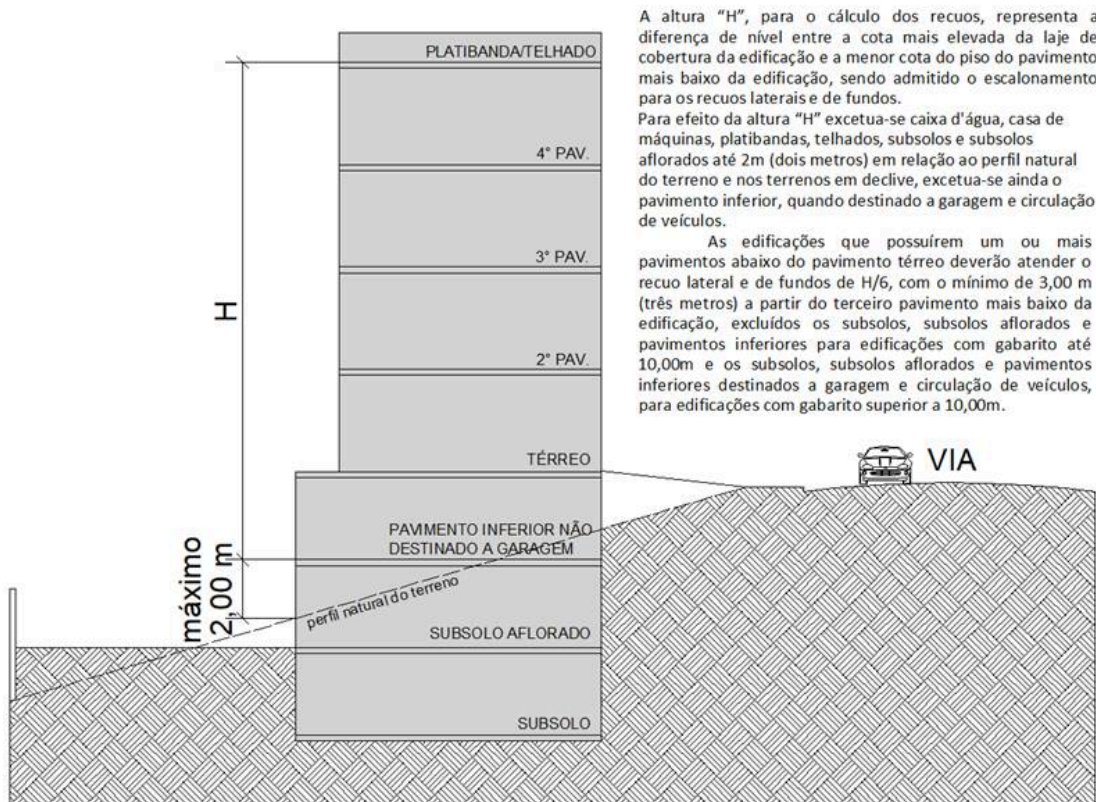 A altura “H”, para o cálculo dos recuos, representa a
diferença de nível entre a cota mais elevada da laje de
cobertura da edificação e a menor cota do piso do pavimento
mais baixo da edificação, sendo admitido o escalonamento
para os recuos laterais e de fundos.
Para efeito da altura “H” excetua-se caixa d'água, casa de
máquinas, platibandas, telhados, subsolos e subsolos
aflorados até 2m (dois metros) em relação ao perfil natural
do terreno e nos terrenos em declive, excetua-se ainda o
pavimento inferior, quando destinado a garagem e circulação
de veículos.
As edificações que possuírem um ou mais
pavimentos abaixo do pavimento térreo deverão atender o
recuo lateral e de fundos de H/6, com o mínimo de 3,00 m
(três metros) a partir do terceiro pavimento mais baixo da
edificação, excluídos os subsolos, subsolos aflorados e
pavimentos inferiores para edificações com gabarito até
10,00m e os subsolos, subsolos aflorados e pavimentos
inferiores destinados a garagem e circulação de veículos,
para edificações com gabarito superior a 10,00m.
PLATIBANDA/TELHADO
4° PAV.
3° PAV.
H
2° PAV.
TÉRREO
VIA
PAVIMENTO INFERIOR NÃO
DESTINADO A GARAGEM
máximo
2,00 m
perfil natural do terreno
SUBSOLO AFLORADO
SUBSOLO